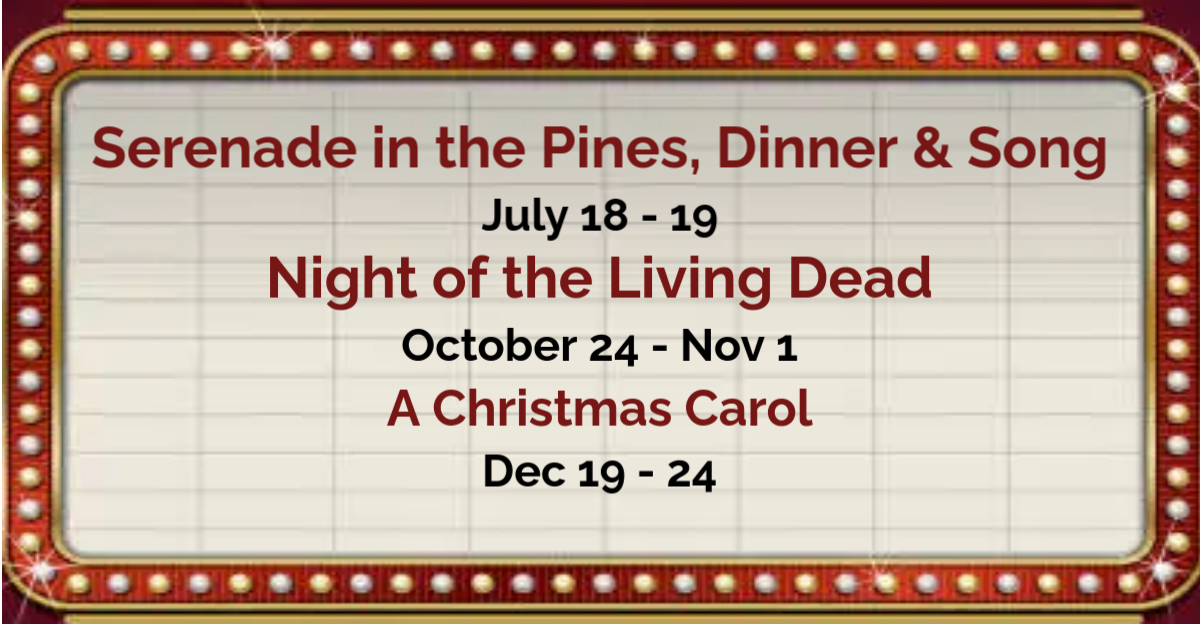 Serenade in the Pines, Dinner & Song
July 18 - 19
Night of the Living Dead
October 24 - Nov 1
A Christmas Carol
Dec 19 - 24